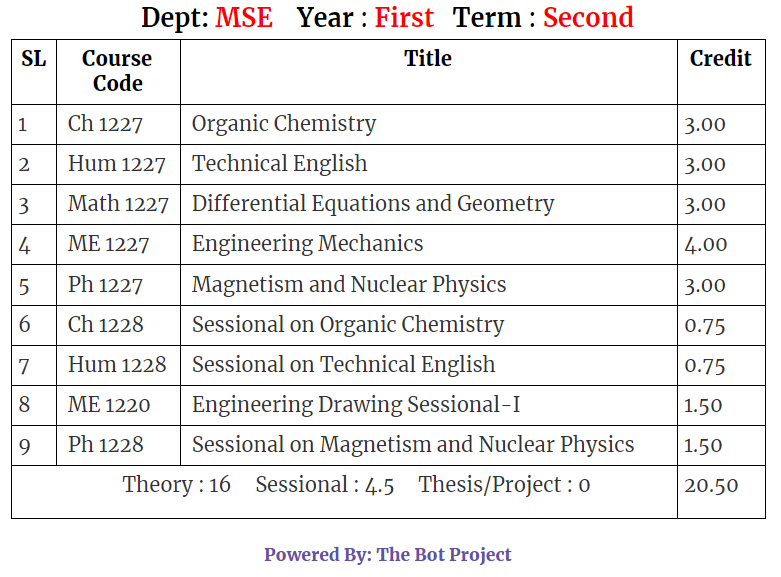 Dept: MSE Year : First Term : Second
SL Course Code Title Credit
1 Ch 1227 Organic Chemistry 3.00
2 Hum 1227 Technical English 3.00
3 Math 1227 Differential Equations and Geometry 3.00
4 ME 1227 Engineering Mechanics 4.00
5 Ph 1227 Magnetism and Nuclear Physics 3.00
6 Ch 1228 Sessional on Organic Chemistry 0.75
7 Hum 1228 Sessional on Technical English 0.75
8 ME 1220 Engineering Drawing Sessional-I 1.50
9 Ph 1228 Sessional on Magnetism and Nuclear Physics 1.50
Theory : 16 Sessional : 4.5 Thesis/Project : 0 20.50
Powered By: The Bot Project